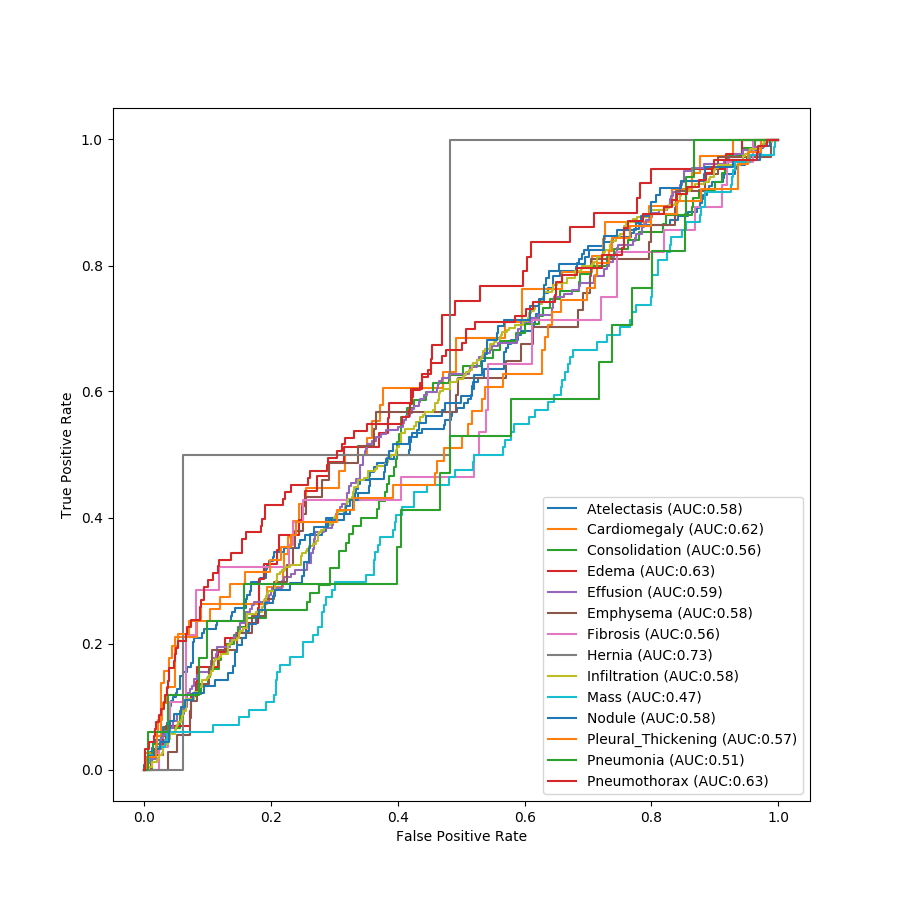 1.0
0.8
0.6
0.4
0.2
0.0
True Positive Rate
Atelectasis (AUC:0.58)
Cardiomegaly (AUC:0.62)
Consolidation (AUC:0.56)
Edema (AUC:0.63)
Effusion (AUC:0.59)
Emphysema (AUC:0.58)
Fibrosis (AUC:0.56)
Hernia (AUC:0.73)
Infiltration (AUC:0.58)
Mass (AUC:0.47)
Nodule (AUC:0.58)
Pleural_Thickening (AUC:0.57)
Pneumonia (AUC:0.51)
Pneumothorax (AUC:0.63)
0.0 0.2 0.4 0.6 0.8 1.0
False Positive Rate